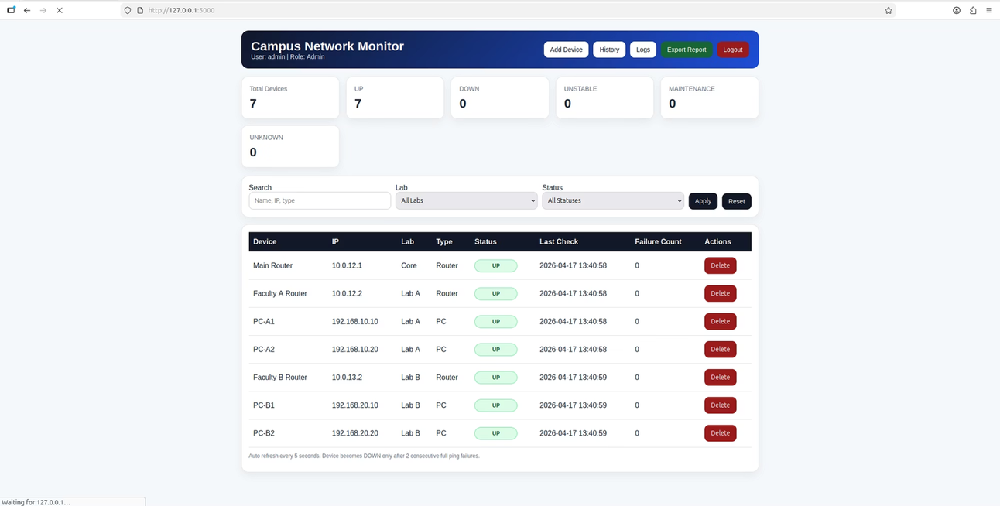 http://127.0.0.1:5000
Campus Network Monitor
User: admin | Role: Admin
Add Device History Logs Export Report Logout
Total Devices UP DOWN UNSTABLE MAINTENANCE
7 7 0 0 0
UNKNOWN
0
Search Lab Status
Name, IP, type All Labs All Statuses Apply Reset
Device IP Lab Type Status Last Check Failure Count Actions
Main Router 10.0.12.1 Core Router UP 2026-04-17 13:40:58 0 Delete
Faculty A Router 10.0.12.2 Lab A Router UP 2026-04-17 13:40:58 0 Delete
PC-A1 192.168.10.10 Lab A PC UP 2026-04-17 13:40:58 0 Delete
PC-A2 192.168.10.20 Lab A PC UP 2026-04-17 13:40:58 0 Delete
Faculty B Router 10.0.13.2 Lab B Router UP 2026-04-17 13:40:59 0 Delete
PC-B1 192.168.20.10 Lab B PC UP 2026-04-17 13:40:59 0 Delete
PC-B2 192.168.20.20 Lab B PC UP 2026-04-17 13:40:59 0 Delete
Auto refresh every 5 seconds. Device becomes DOWN only after 2 consecutive full ping failures.
Waiting for 127.0.0.1…